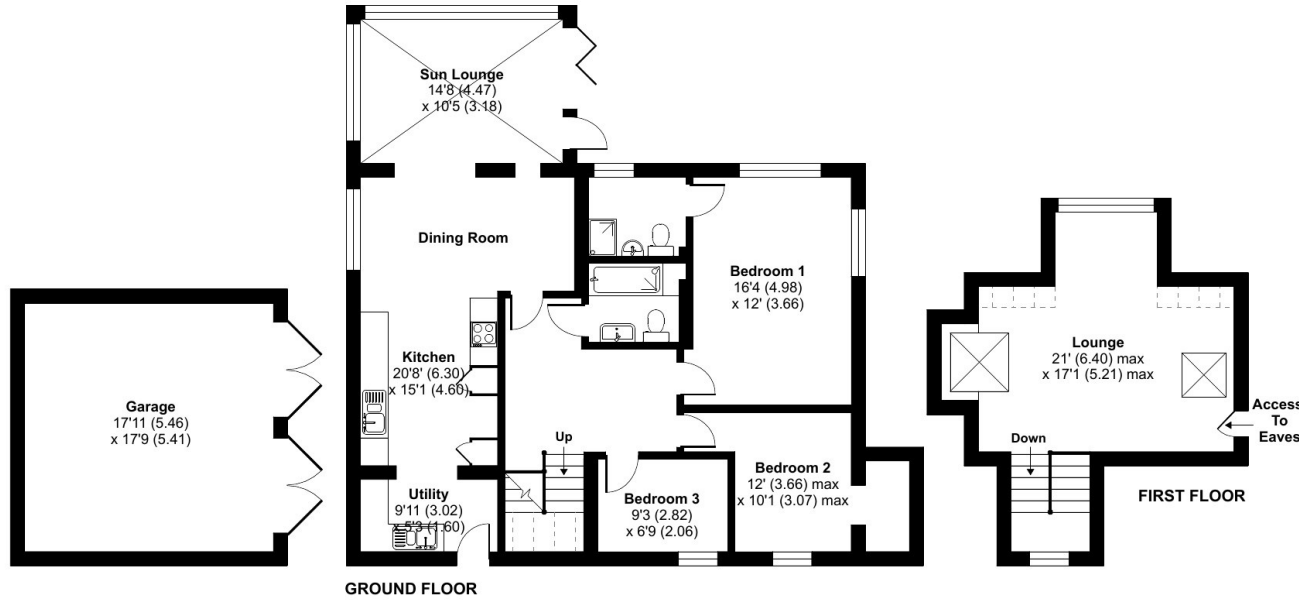 Sun Lounge
14'8 (4.47)
x 10'5 (3.18)
Dining Room
Bedroom 1
16'4 (4.98)
x 12' (3.66)
Kitchen
20'8' (6.30)
x 15'1 (4.60)
Garage
17'11 (5.46)
x 17'9 (5.41)
Up
Utility
9'11 (3.02)
x 5'3 (1.60)
Bedroom 3
9'3 (2.82)
x 6'9 (2.06)
Bedroom 2
12' (3.66) max
x 10'1 (3.07) max
GROUND FLOOR
Lounge
21' (6.40) max
x 17'1 (5.21) max
Access
To
Eaves
Down
FIRST FLOOR